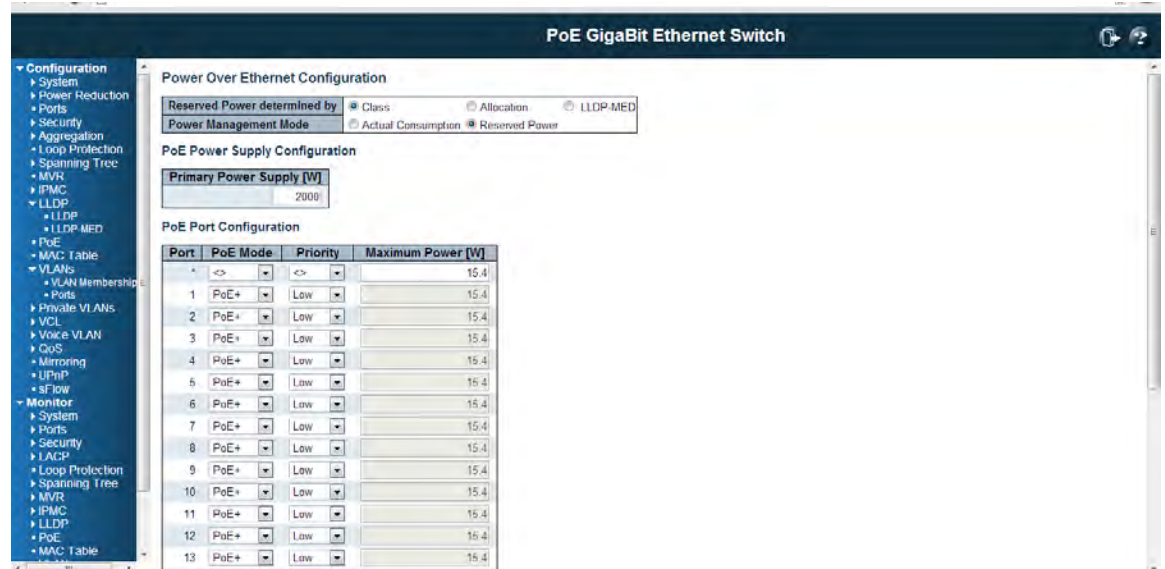 PoE GigaBit Ethernet Switch
Configuration
System
Power Reduction
Ports
Security
Aggregation
Loop Protection
Spanning Tree
MVR
IPMC
LLDP
LLDP
LLDP-MED
PoE
MAC Table
VLANs
VLAN Membership
Ports
Private VLANs
VCL
Voice VLAN
QoS
Mirroring
UPnP
sFlow
Monitor
System
Ports
Security
LACP
Loop Protection
Spanning Tree
MVR
IPMC
LLDP
PoE
MAC Table
Power Over Ethernet Configuration
Reserved Power determined by Class Allocation LLDP-MED
Power Management Mode Actual Consumption Reserved Power
PoE Power Supply Configuration
Primary Power Supply [W]
2000
PoE Port Configuration
Port PoE Mode Priority Maximum Power [W]
* <> <> 15.4
1 PoE+ Low 15.4
2 PoE+ Low 15.4
3 PoE+ Low 15.4
4 PoE+ Low 15.4
5 PoE+ Low 15.4
6 PoE+ Low 15.4
7 PoE+ Low 15.4
8 PoE+ Low 15.4
9 PoE+ Low 15.4
10 PoE+ Low 15.4
11 PoE+ Low 15.4
12 PoE+ Low 15.4
13 PoE+ Low 15.4